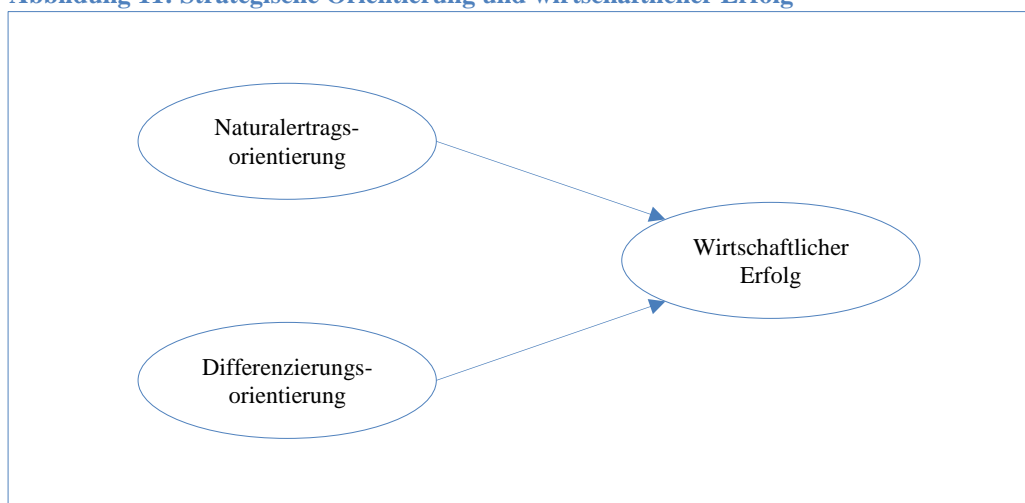 Abbildung 11: Strategische Orientierung und wirtschaftlicher Erfolg
Naturalertrags-
orientierung
Wirtschaftlicher
Erfolg
Differenzierungs-
orientierung